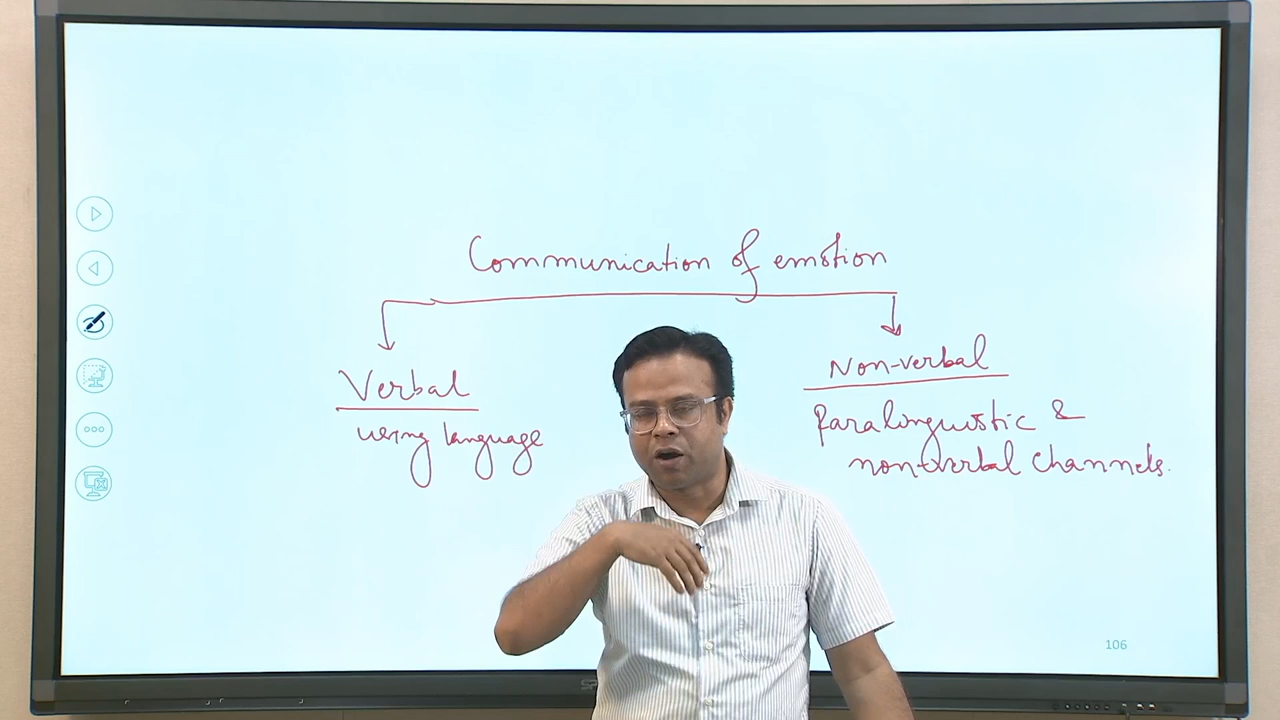 Communication of emotion
Verbal
using language
Non-verbal
Paralinguistic &
non-verbal channels.
106